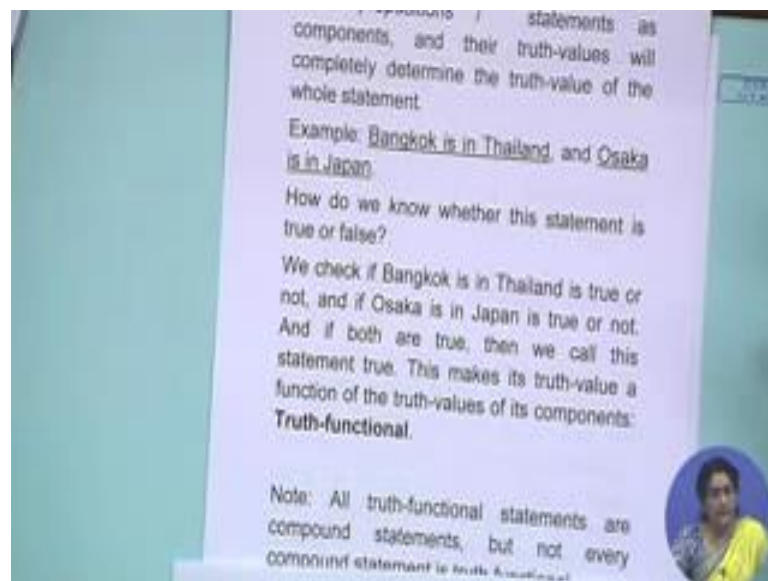 statements as
components, and their truth-values will
completely determine the truth-value of the
whole statement.
Example: Bangkok is in Thailand, and Osaka
is in Japan.
How do we know whether this statement is
true or false?
We check if Bangkok is in Thailand is true or
not, and if Osaka is in Japan is true or not.
And if both are true, then we call this
statement true. This makes its truth-value a
function of the truth-values of its components:
Truth-functional.
Note: All truth-functional statements are
compound statements, but not every
compound statement is truth